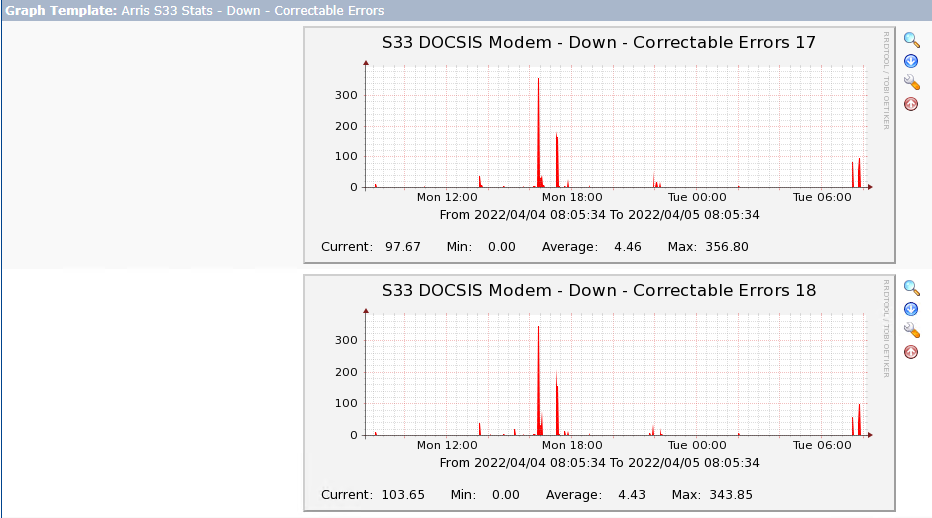 Graph Template: Arris S33 Stats - Down - Correctable Errors
S33 DOCSIS Modem - Down - Correctable Errors 17
RRDTOOL / TOBI OETIKER
300
200
100
0
Mon 12:00 Mon 18:00 Tue 00:00 Tue 06:00
From 2022/04/04 08:05:34 To 2022/04/05 08:05:34
Current: 97.67 Min: 0.00 Average: 4.46 Max: 356.80
S33 DOCSIS Modem - Down - Correctable Errors 18
RRDTOOL / TOBI OETIKER
300
200
100
0
Mon 12:00 Mon 18:00 Tue 00:00 Tue 06:00
From 2022/04/04 08:05:34 To 2022/04/05 08:05:34
Current: 103.65 Min: 0.00 Average: 4.43 Max: 343.85